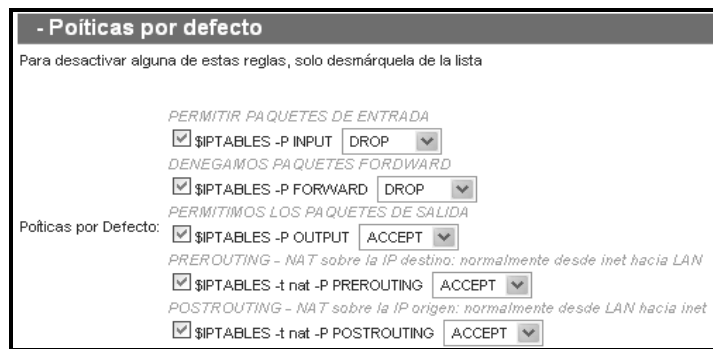 - Poíticas por defecto
Para desactivar alguna de estas reglas, solo desmárquela de la lista
PERMITIR PAQUETES DE ENTRADA
$IPTABLES -P INPUT DROP
DENEGAMOS PAQUETES FORDWARD
$IPTABLES -P FORWARD DROP
PERMITIMOS LOS PAQUETES DE SALIDA
Poíticas por Defecto:
$IPTABLES -P OUTPUT ACCEPT
PREROUTING - NAT sobre la IP destino: normalmente desde inet hacia LAN
$IPTABLES -t nat -P PREROUTING ACCEPT
POSTROUTING - NAT sobre la IP origen: normalmente desde LAN hacia inet
$IPTABLES -t nat -P POSTROUTING ACCEPT